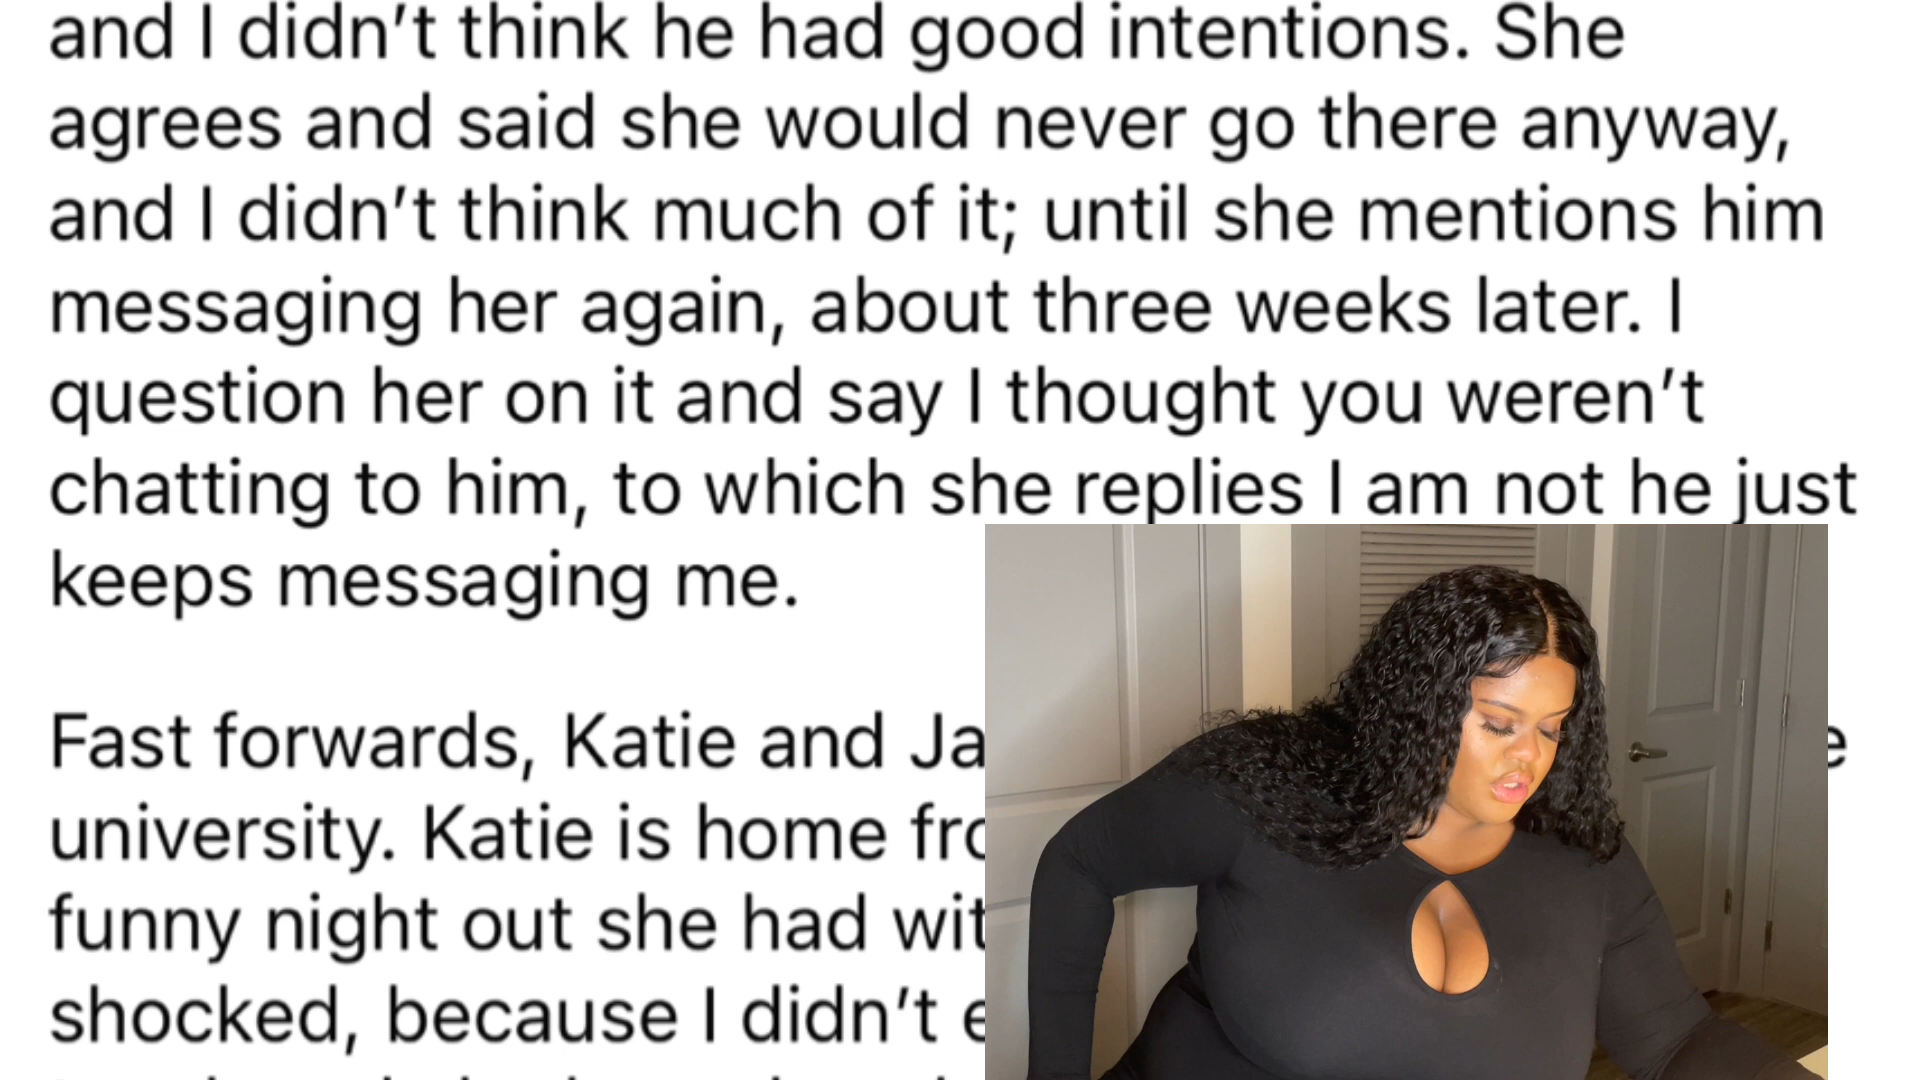 and I didn’t think he had good intentions. She
agrees and said she would never go there anyway,
and I didn’t think much of it; until she mentions him
messaging her again, about three weeks later. I
question her on it and say I thought you weren’t
chatting to him, to which she replies I am not he just
keeps messaging me.
Fast forwards, Katie and
university. Katie is home
funny night out she had
shocked, because I didn’t